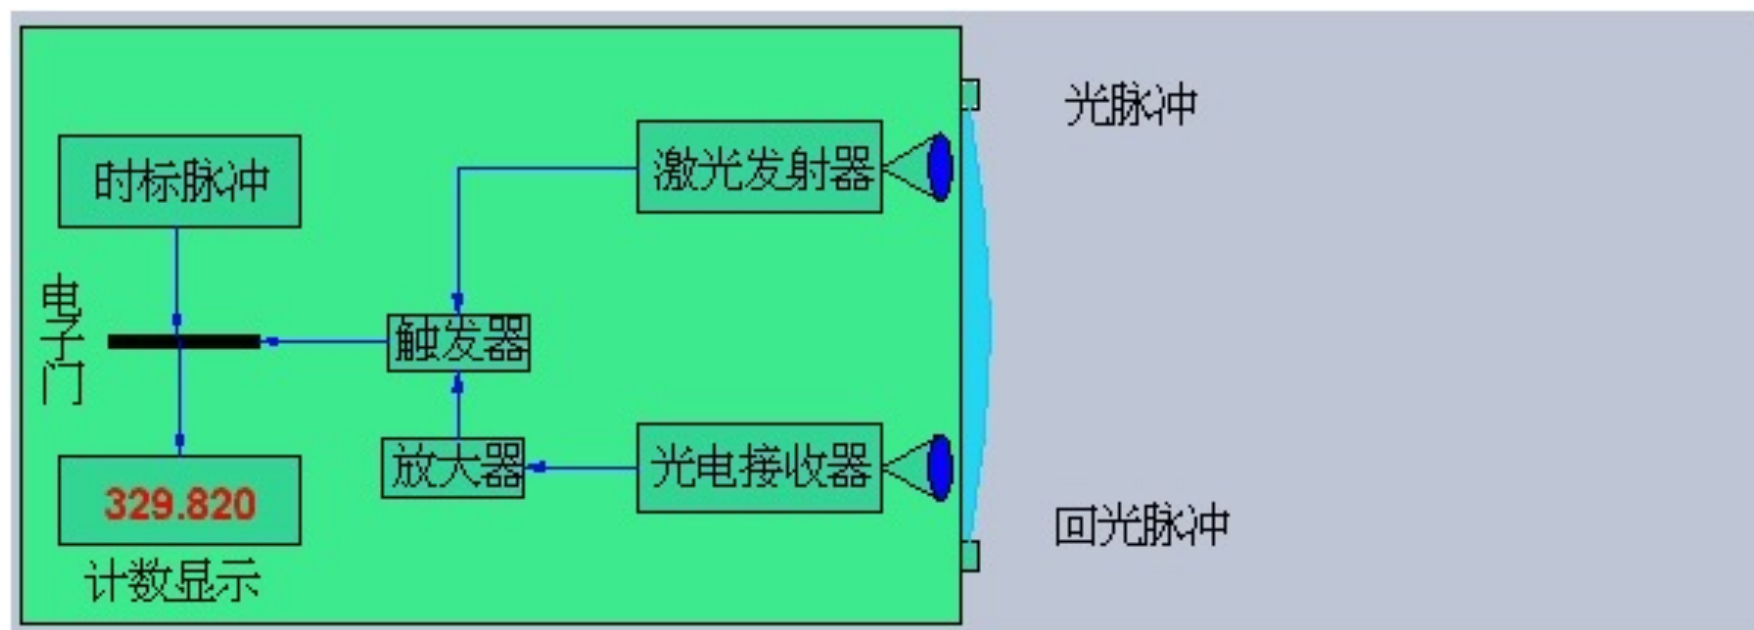 光脉冲
激光发射器
时标脉冲
电子门
触发器
放大器
光电接收器
329.820
回光脉冲
计数显示